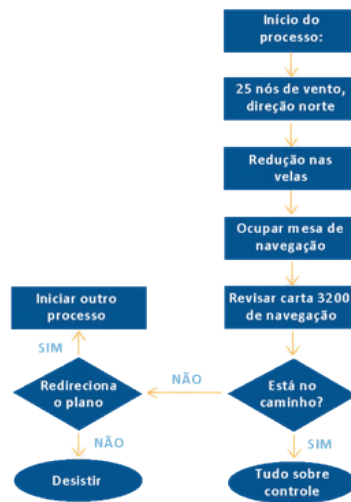 Início do
processo:
25 nós de vento,
direção norte
Redução nas
velas
Ocupar mesa de
navegação
Revisar carta 3200
de navegação
Está no
caminho?
SIM
Tudo sobre
controle
NÃO
Redireciona
o plano
SIM
Iniciar outro
processo
NÃO
Desistir